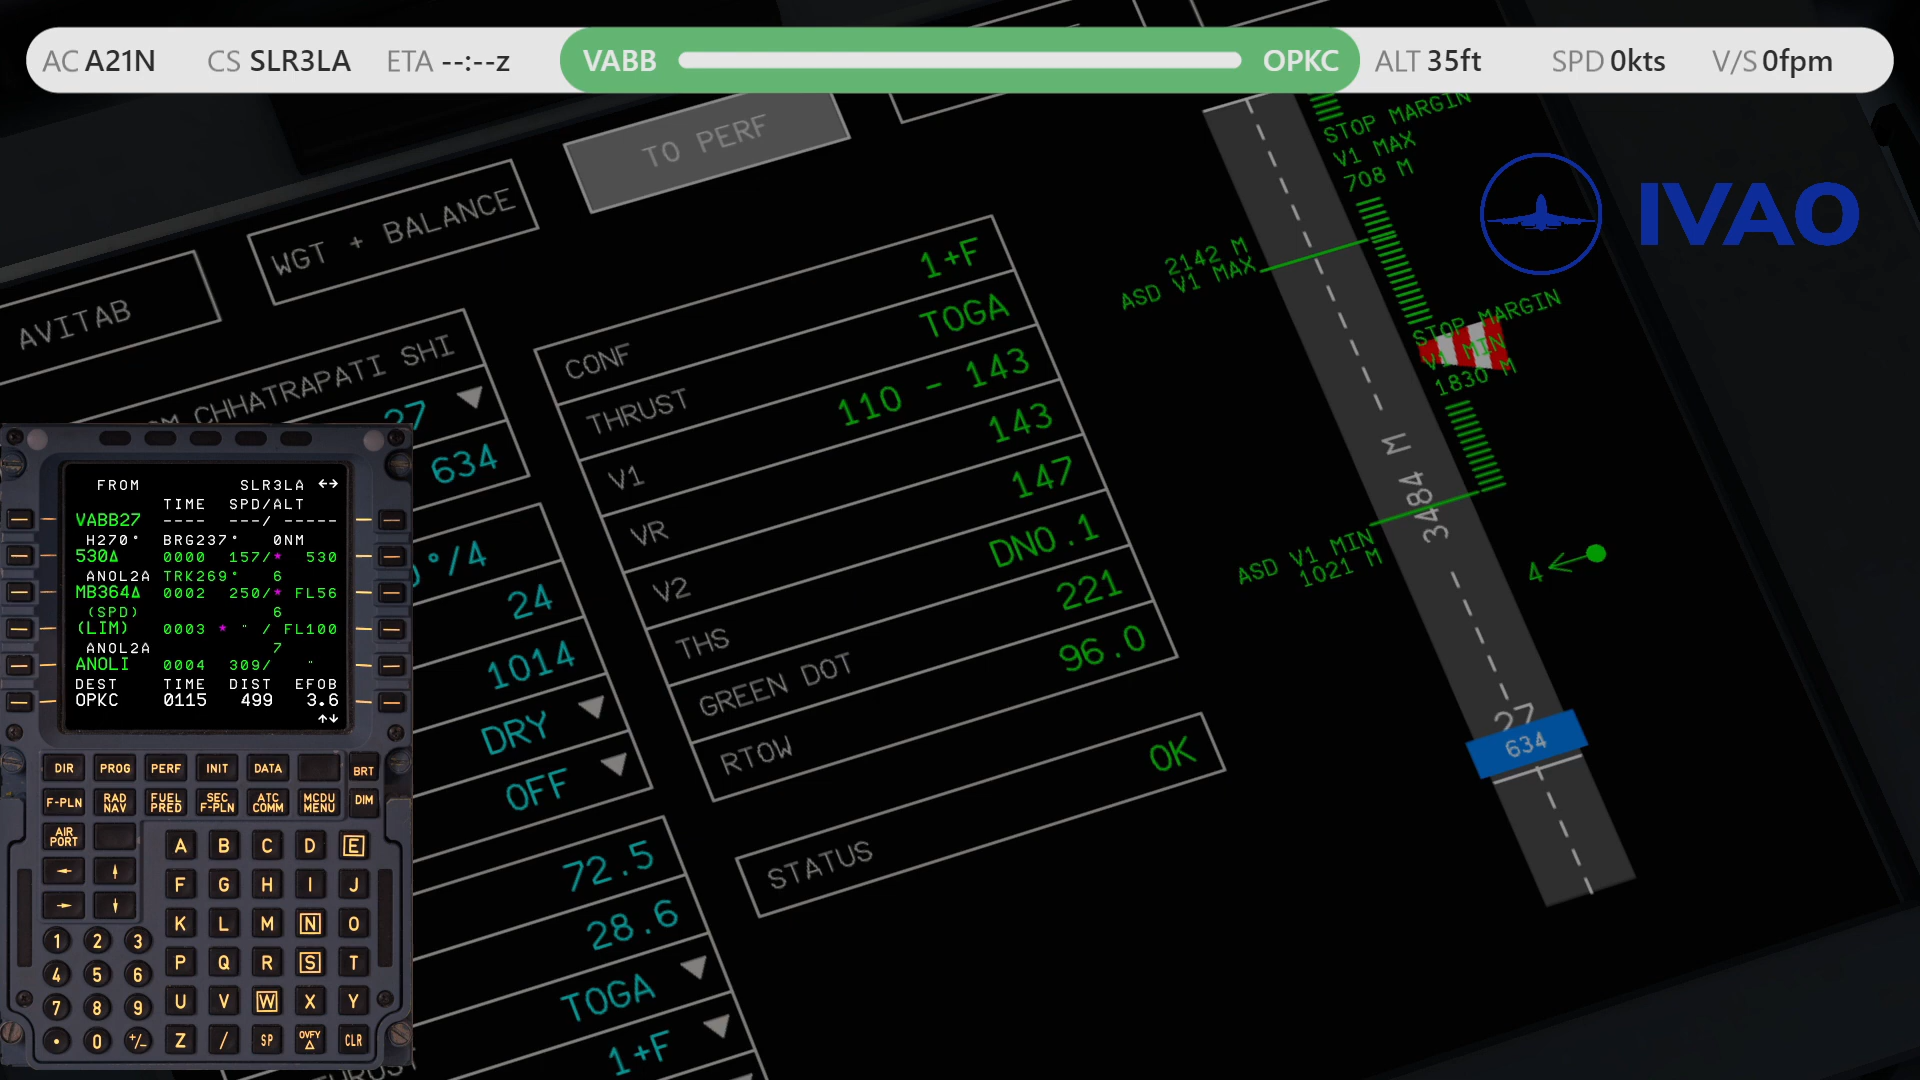 AC A21N CS SLR3LA ETA --:--z VABB OPKC ALT 35ft SPD 0kts V/S 0fpm
AVITAB
WGT + BALANCE
TO PERF
CHHATRAPATI SHI
27
634
°/4
24
1014
DRY
OFF
72.5
28.6
TOGA
1+F
CONF 1+F
THRUST TOGA
V1 110 - 143
VR 143
V2 147
THS DN0.1
GREEN DOT 221
RTOW 96.0
STATUS OK
STOP MARGIN
V1 MAX
708 M
2142 M
ASD V1 MAX
STOP MARGIN
V1 MIN
1830 M
3484 M
ASD V1 MIN
1021 M
4
27
634
IVAO
FROM SLR3LA ←→
TIME SPD/ALT
VABB27 ---- ---/ -----
H270° BRG237° 0NM
530Δ 0000 157/* 530
ANOL2A TRK269° 6
MB364Δ 0002 250/* FL56
(SPD) 6
(LIM) 0003 * " / FL100
ANOL2A 7
ANOLI 0004 309/ "
DEST TIME DIST EFOB
OPKC 0115 499 3.6
↑↓
DIR PROG PERF INIT DATA BRT
F-PLN RAD NAV FUEL PRED SEC F-PLN ATC COMM MCDU MENU DIM
AIR PORT
← ↑
→ ↓
A B C D E
F G H I J
K L M N O
P Q R S T
U V W X Y
Z / SP OVFY Δ CLR
1 2 3
4 5 6
7 8 9
. 0 +/-